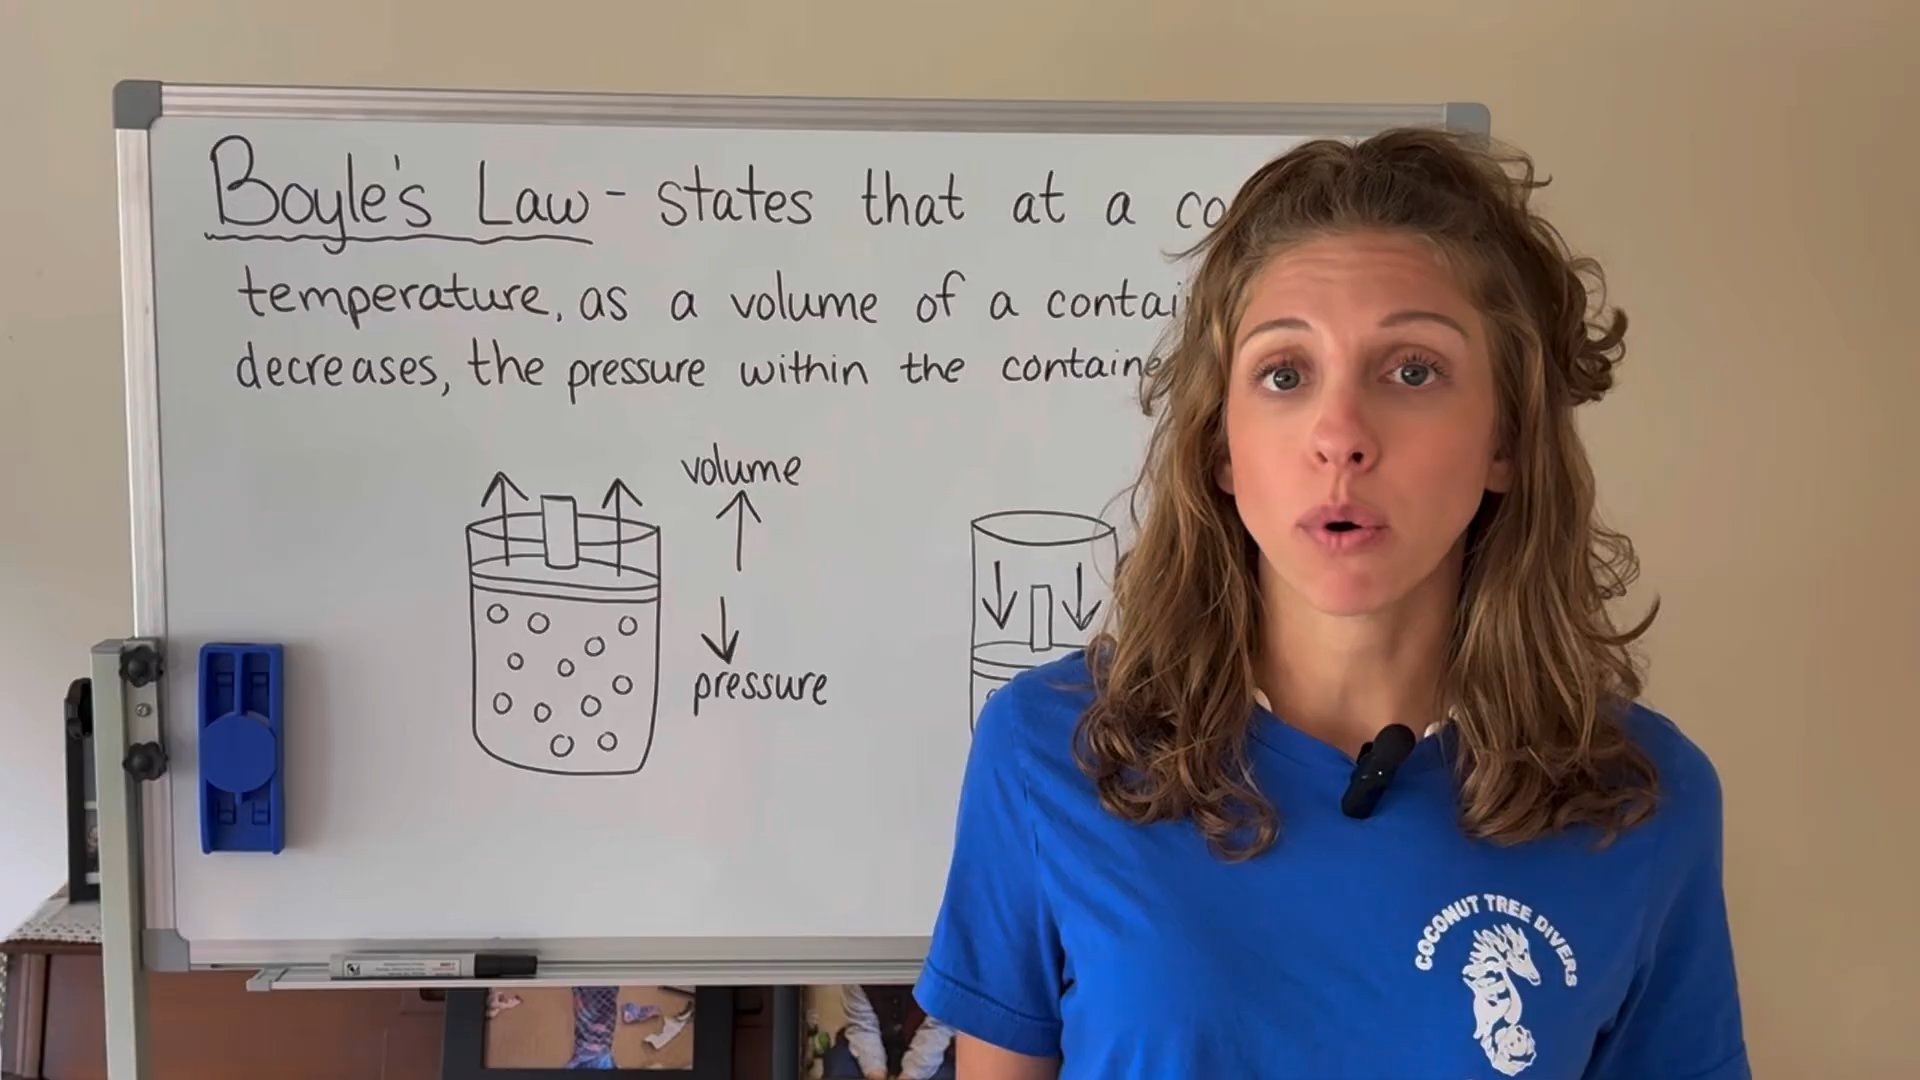 Boyle's Law - states that at a co
temperature, as a volume of a contai
decreases, the pressure within the containe
volume
pressure
COCONUT TREE DIVERS